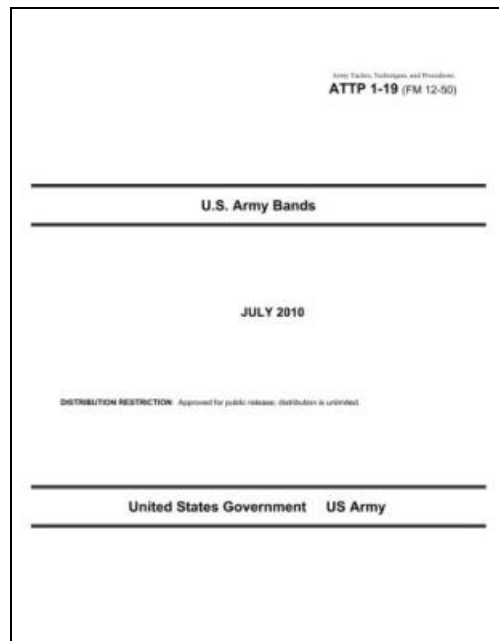 Army Tactics, Techniques, and Procedures
ATTP 1-19 (FM 12-50)
U.S. Army Bands
JULY 2010
DISTRIBUTION RESTRICTION: Approved for public release; distribution is unlimited.
United States Government US Army